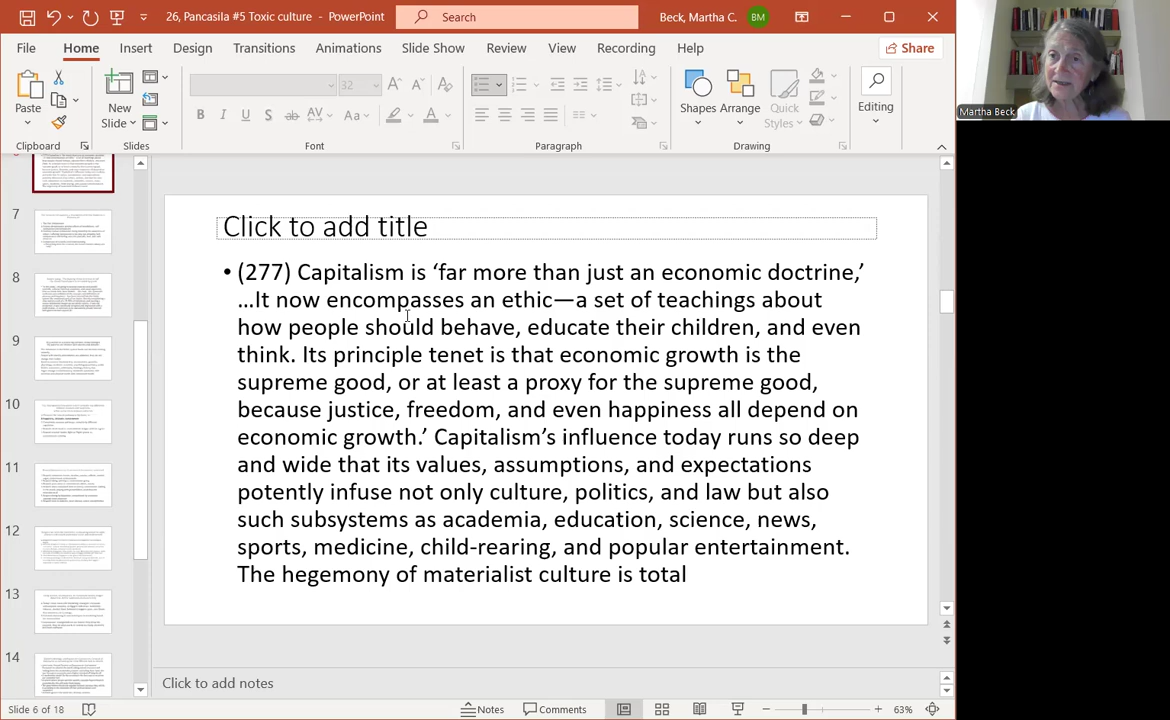 26, Pancasila #5 Toxic culture - PowerPoint
Search
Beck, Martha C.
BM
File
Home
Insert
Design
Transitions
Animations
Slide Show
Review
View
Recording
Help
Share
Paste
New
Slide
Shapes
Arrange
Quick
Styles
Editing
Clipboard
Slides
Font
Paragraph
Drawing
Martha Beck
Click to add title
• (277) Capitalism is ‘far more than just an economic doctrine,’
…It now encompasses an ethic—a set of teachings about
how people should behave, educate their children, and even
think. Its principle tenet is that economic growth is the
supreme good, or at least a proxy for the supreme good,
because justice, freedom, and even happiness all depend on
economic growth.’ Capitalism’s influence today runs so deep
and wide that its values, assumptions, and expectations
potently infuse not only culture, politics, and law but also
such subsystems as academia, education, science, news,
sports, medicine, child-rearing, and popular entertainment.
The hegemony of materialist culture is total
7
8
9
10
11
12
13
14
Click to add notes
Slide 6 of 18
Notes
Comments
63%